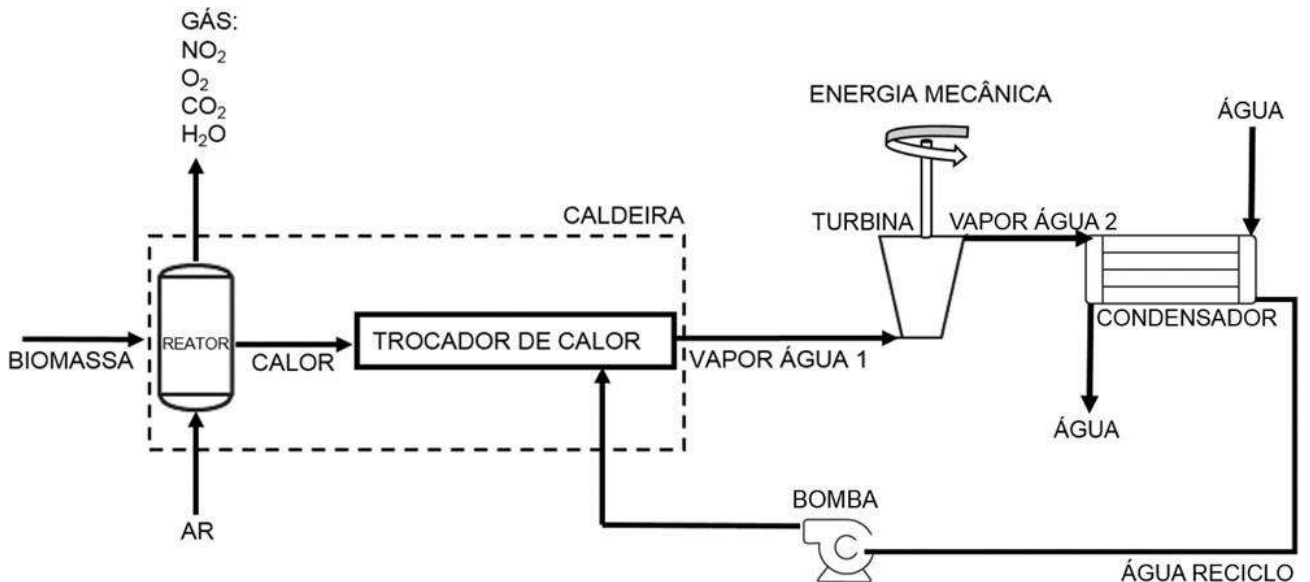 GÁS:
NO₂
O₂
CO₂
H₂O
ENERGIA MECÂNICA
ÁGUA
CALDEIRA
TURBINA
VAPOR ÁGUA 2
REATOR
TROCADOR DE CALOR
CONDENSADOR
BIOMASSA
CALOR
VAPOR ÁGUA 1
ÁGUA
AR
BOMBA
ÁGUA RECICLO